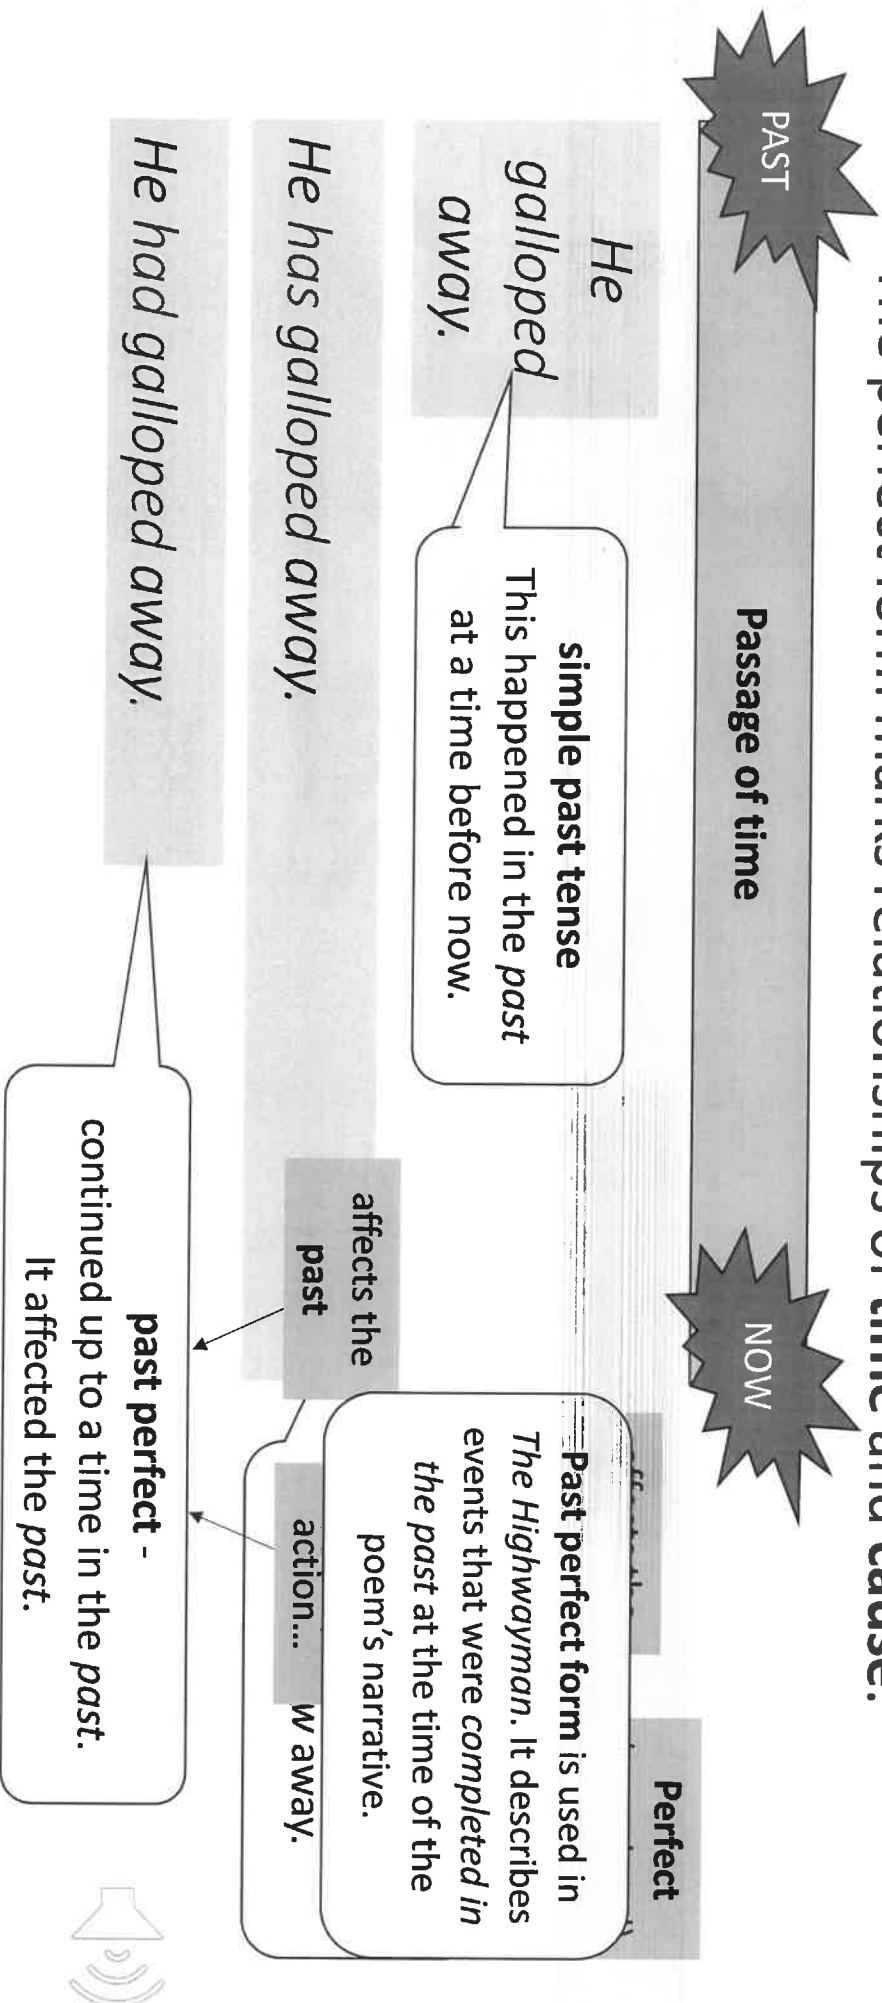 The perfect form marks relationships of time and cause.
PAST
Passage of time
NOW
He
galloped
away.
simple past tense
This happened in the past
at a time before now.
Perfect
Past perfect form is used in
The Highwayman. It describes
events that were completed in
the past at the time of the
poem's narrative.
He has galloped away.
affects the
past
action...
w away.
He had galloped away.
past perfect -
continued up to a time in the past.
It affected the past.